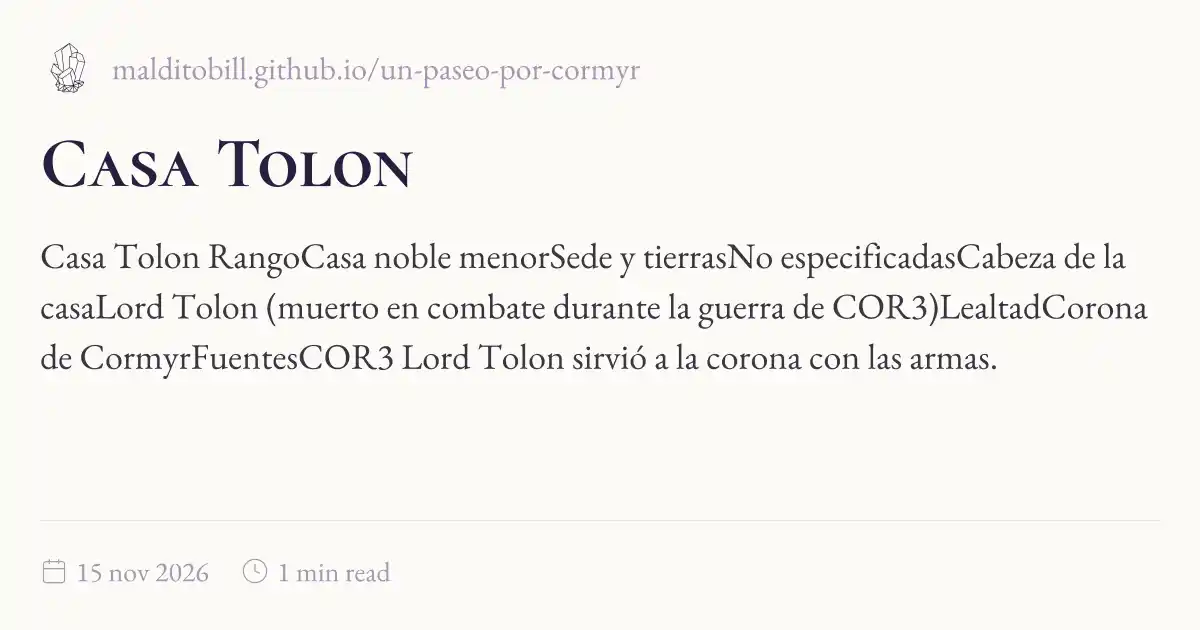 malditobill.github.io/un-paseo-por-cormyr
Casa Tolon
Casa Tolon RangoCasa noble menorSede y tierrasNo especificadasCabeza de la
casaLord Tolon (muerto en combate durante la guerra de COR3)LealtadCorona
de CormyrFuentesCOR3 Lord Tolon sirvió a la corona con las armas.
15 nov 2026 1 min read